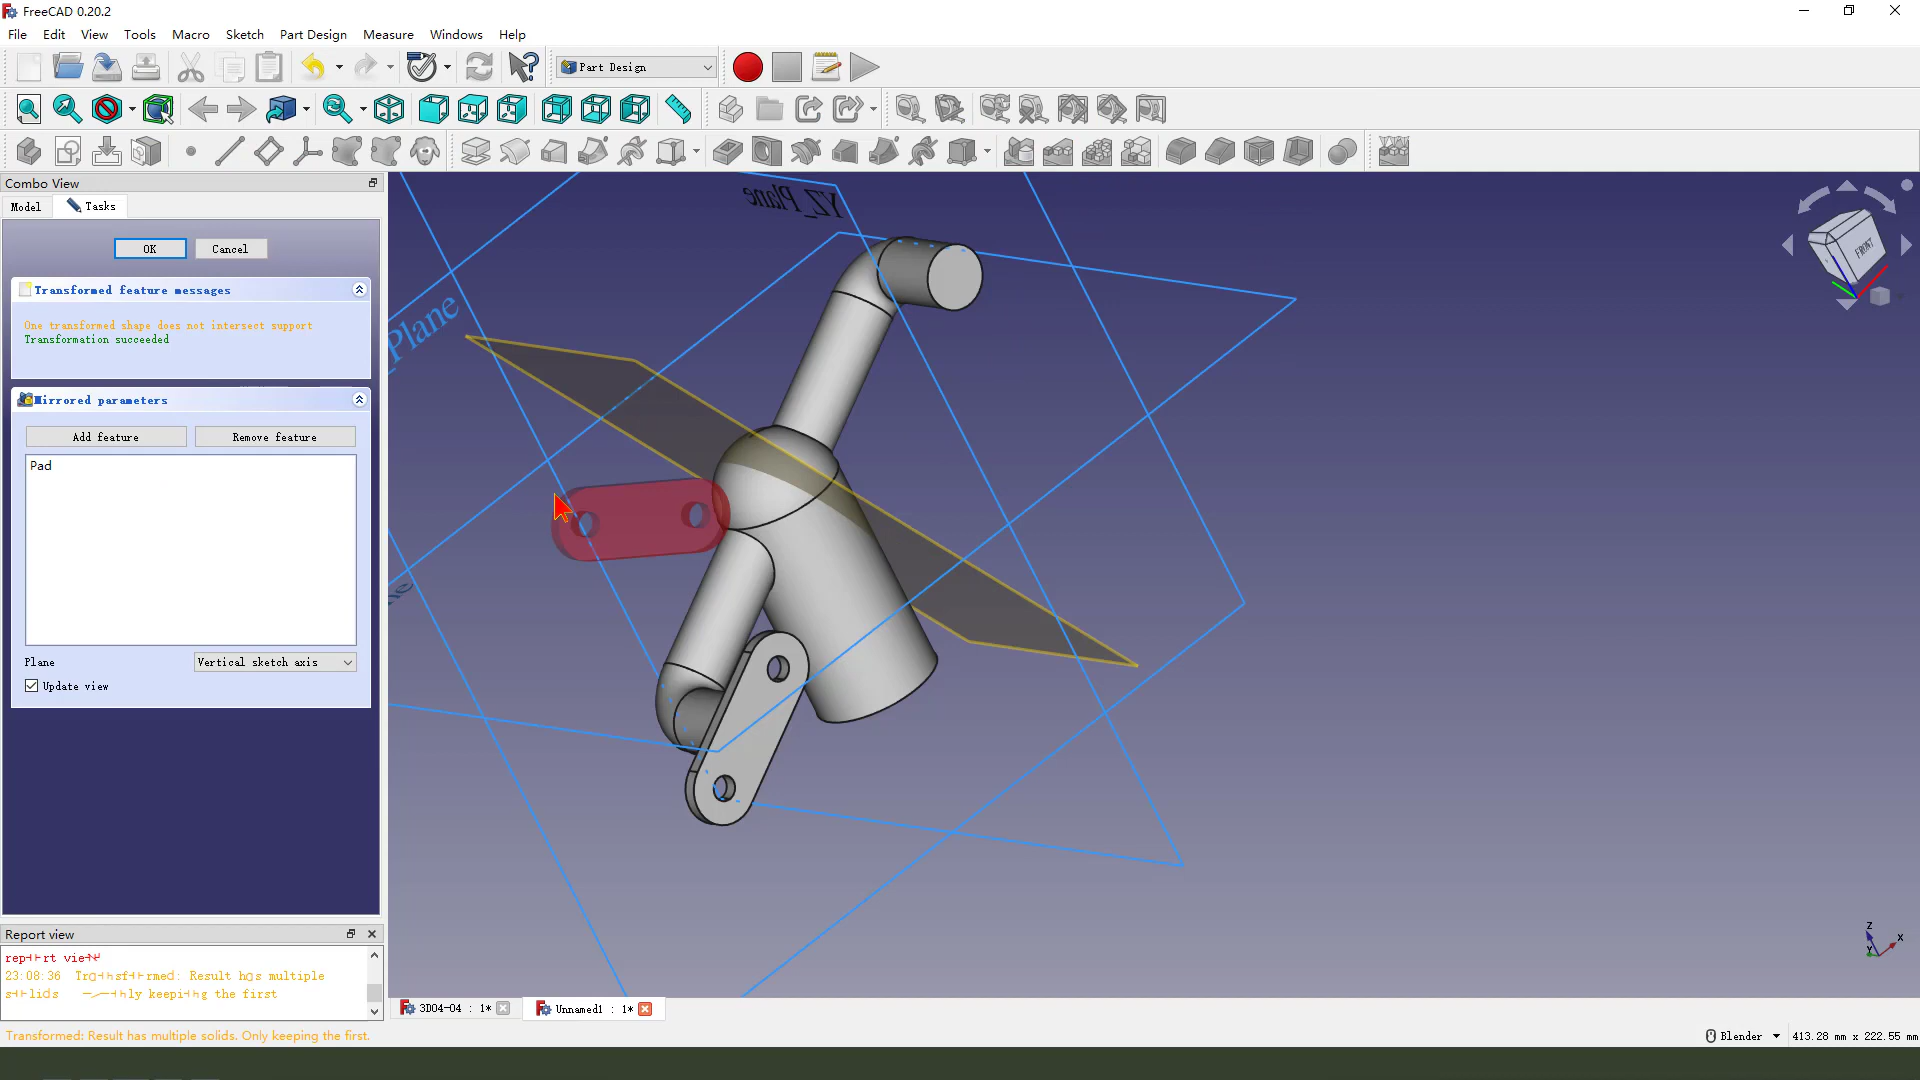 FreeCAD 0.20.2
File Edit View Tools Macro Sketch Part Design Measure Windows Help
Part Design
Combo View
Model Tasks
OK Cancel
Transformed feature messages
One transformed shape does not intersect support
Transformation succeeded
Mirrored parameters
Add feature Remove feature
Pad
Plane Vertical sketch axis
Update view
YZ_Plane
_Plane
FRONT
Z
X
Y
Report view
23:08:36
multiple
the first
3D04-04 : 1*
Unnamed1 : 1*
Transformed: Result has multiple solids. Only keeping the first.
Blender
413.28 mm x 222.55 mm